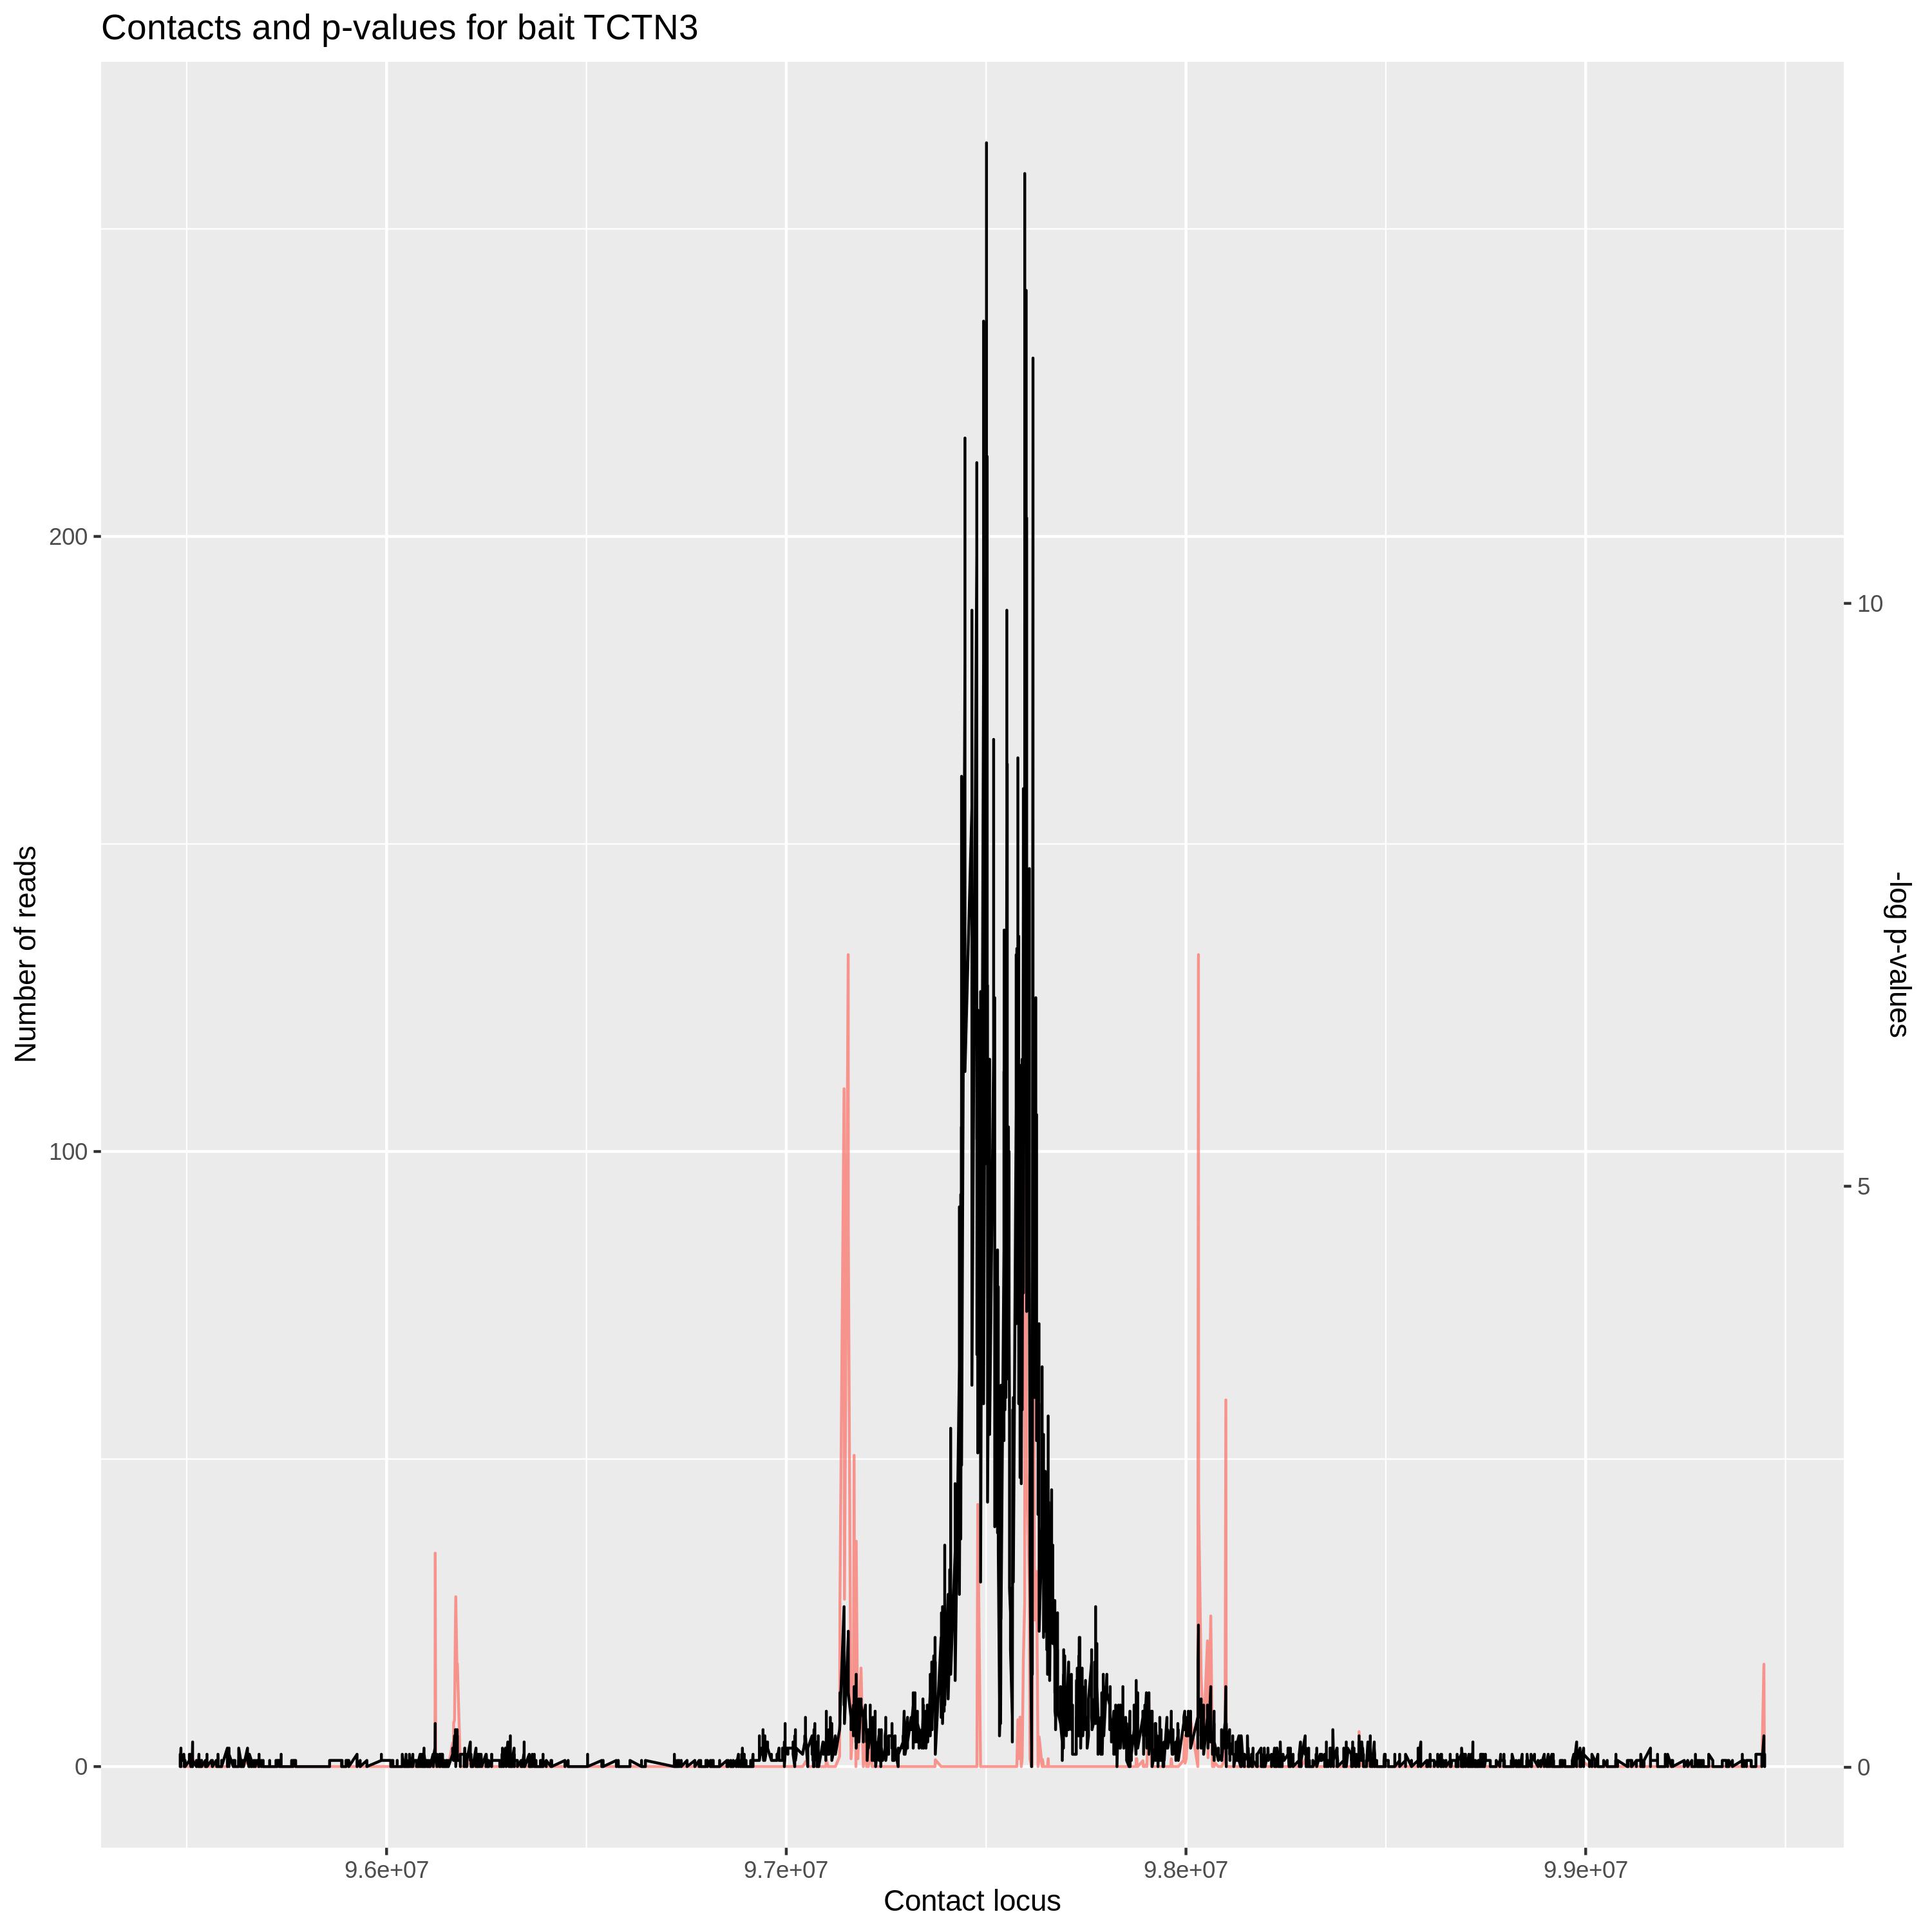 Contacts and p-values for bait TCTN3
200
100
0
Number of reads
10
5
0
-log p-values
9.6e+07
9.7e+07
9.8e+07
9.9e+07
Contact locus